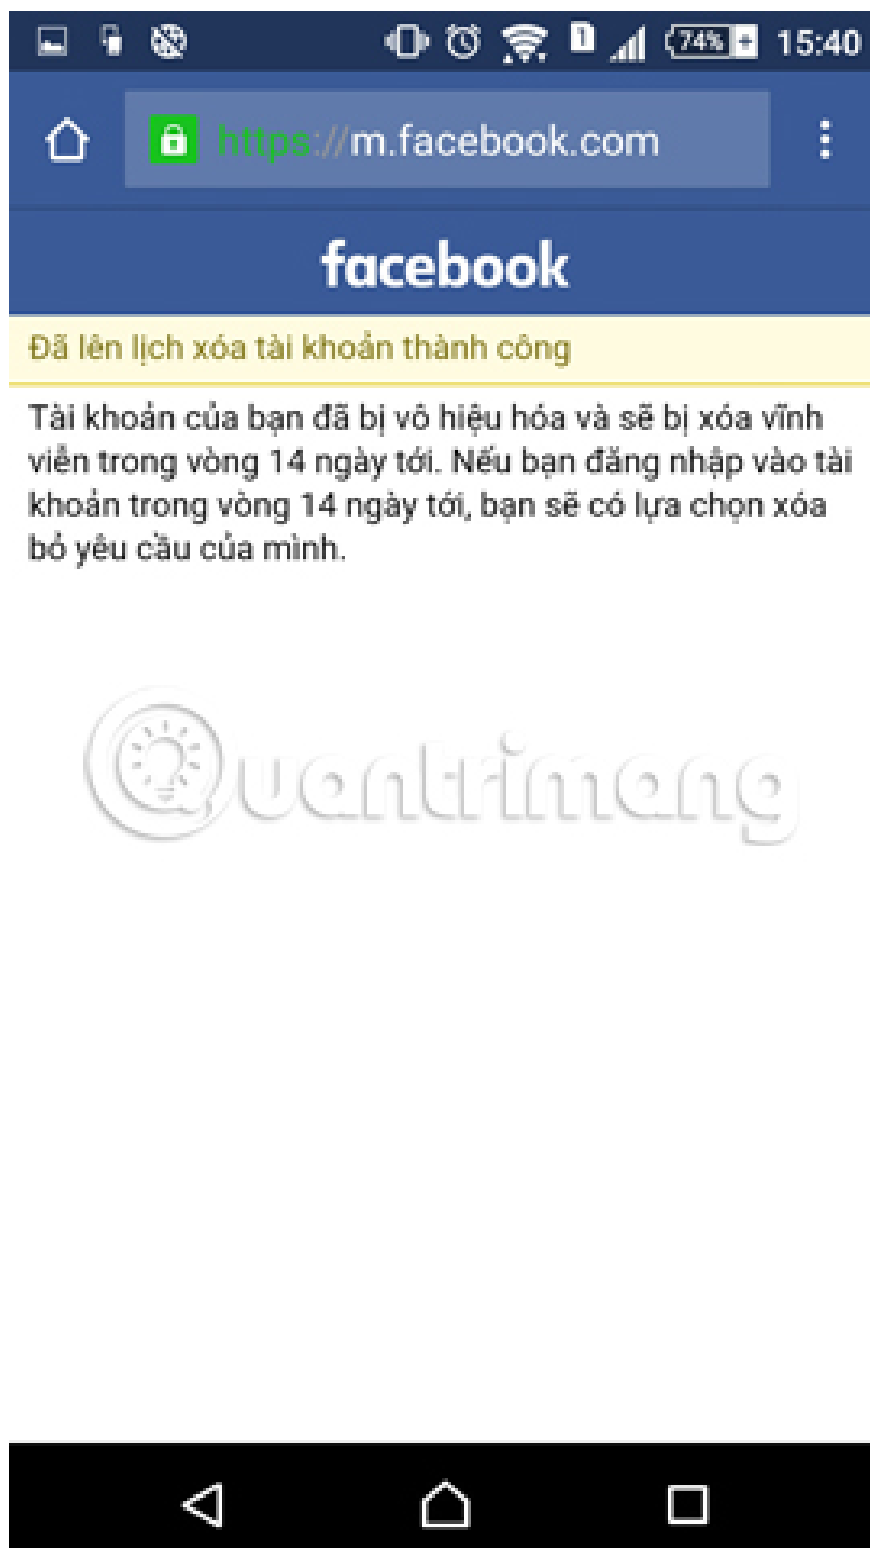 74% 15:40
https://m.facebook.com
facebook
Đã lên lịch xóa tài khoản thành công
Tài khoản của bạn đã bị vô hiệu hóa và sẽ bị xóa vĩnh
viễn trong vòng 14 ngày tới. Nếu bạn đăng nhập vào tài
khoản trong vòng 14 ngày tới, bạn sẽ có lựa chọn xóa
bỏ yêu cầu của mình.
Quantrimang